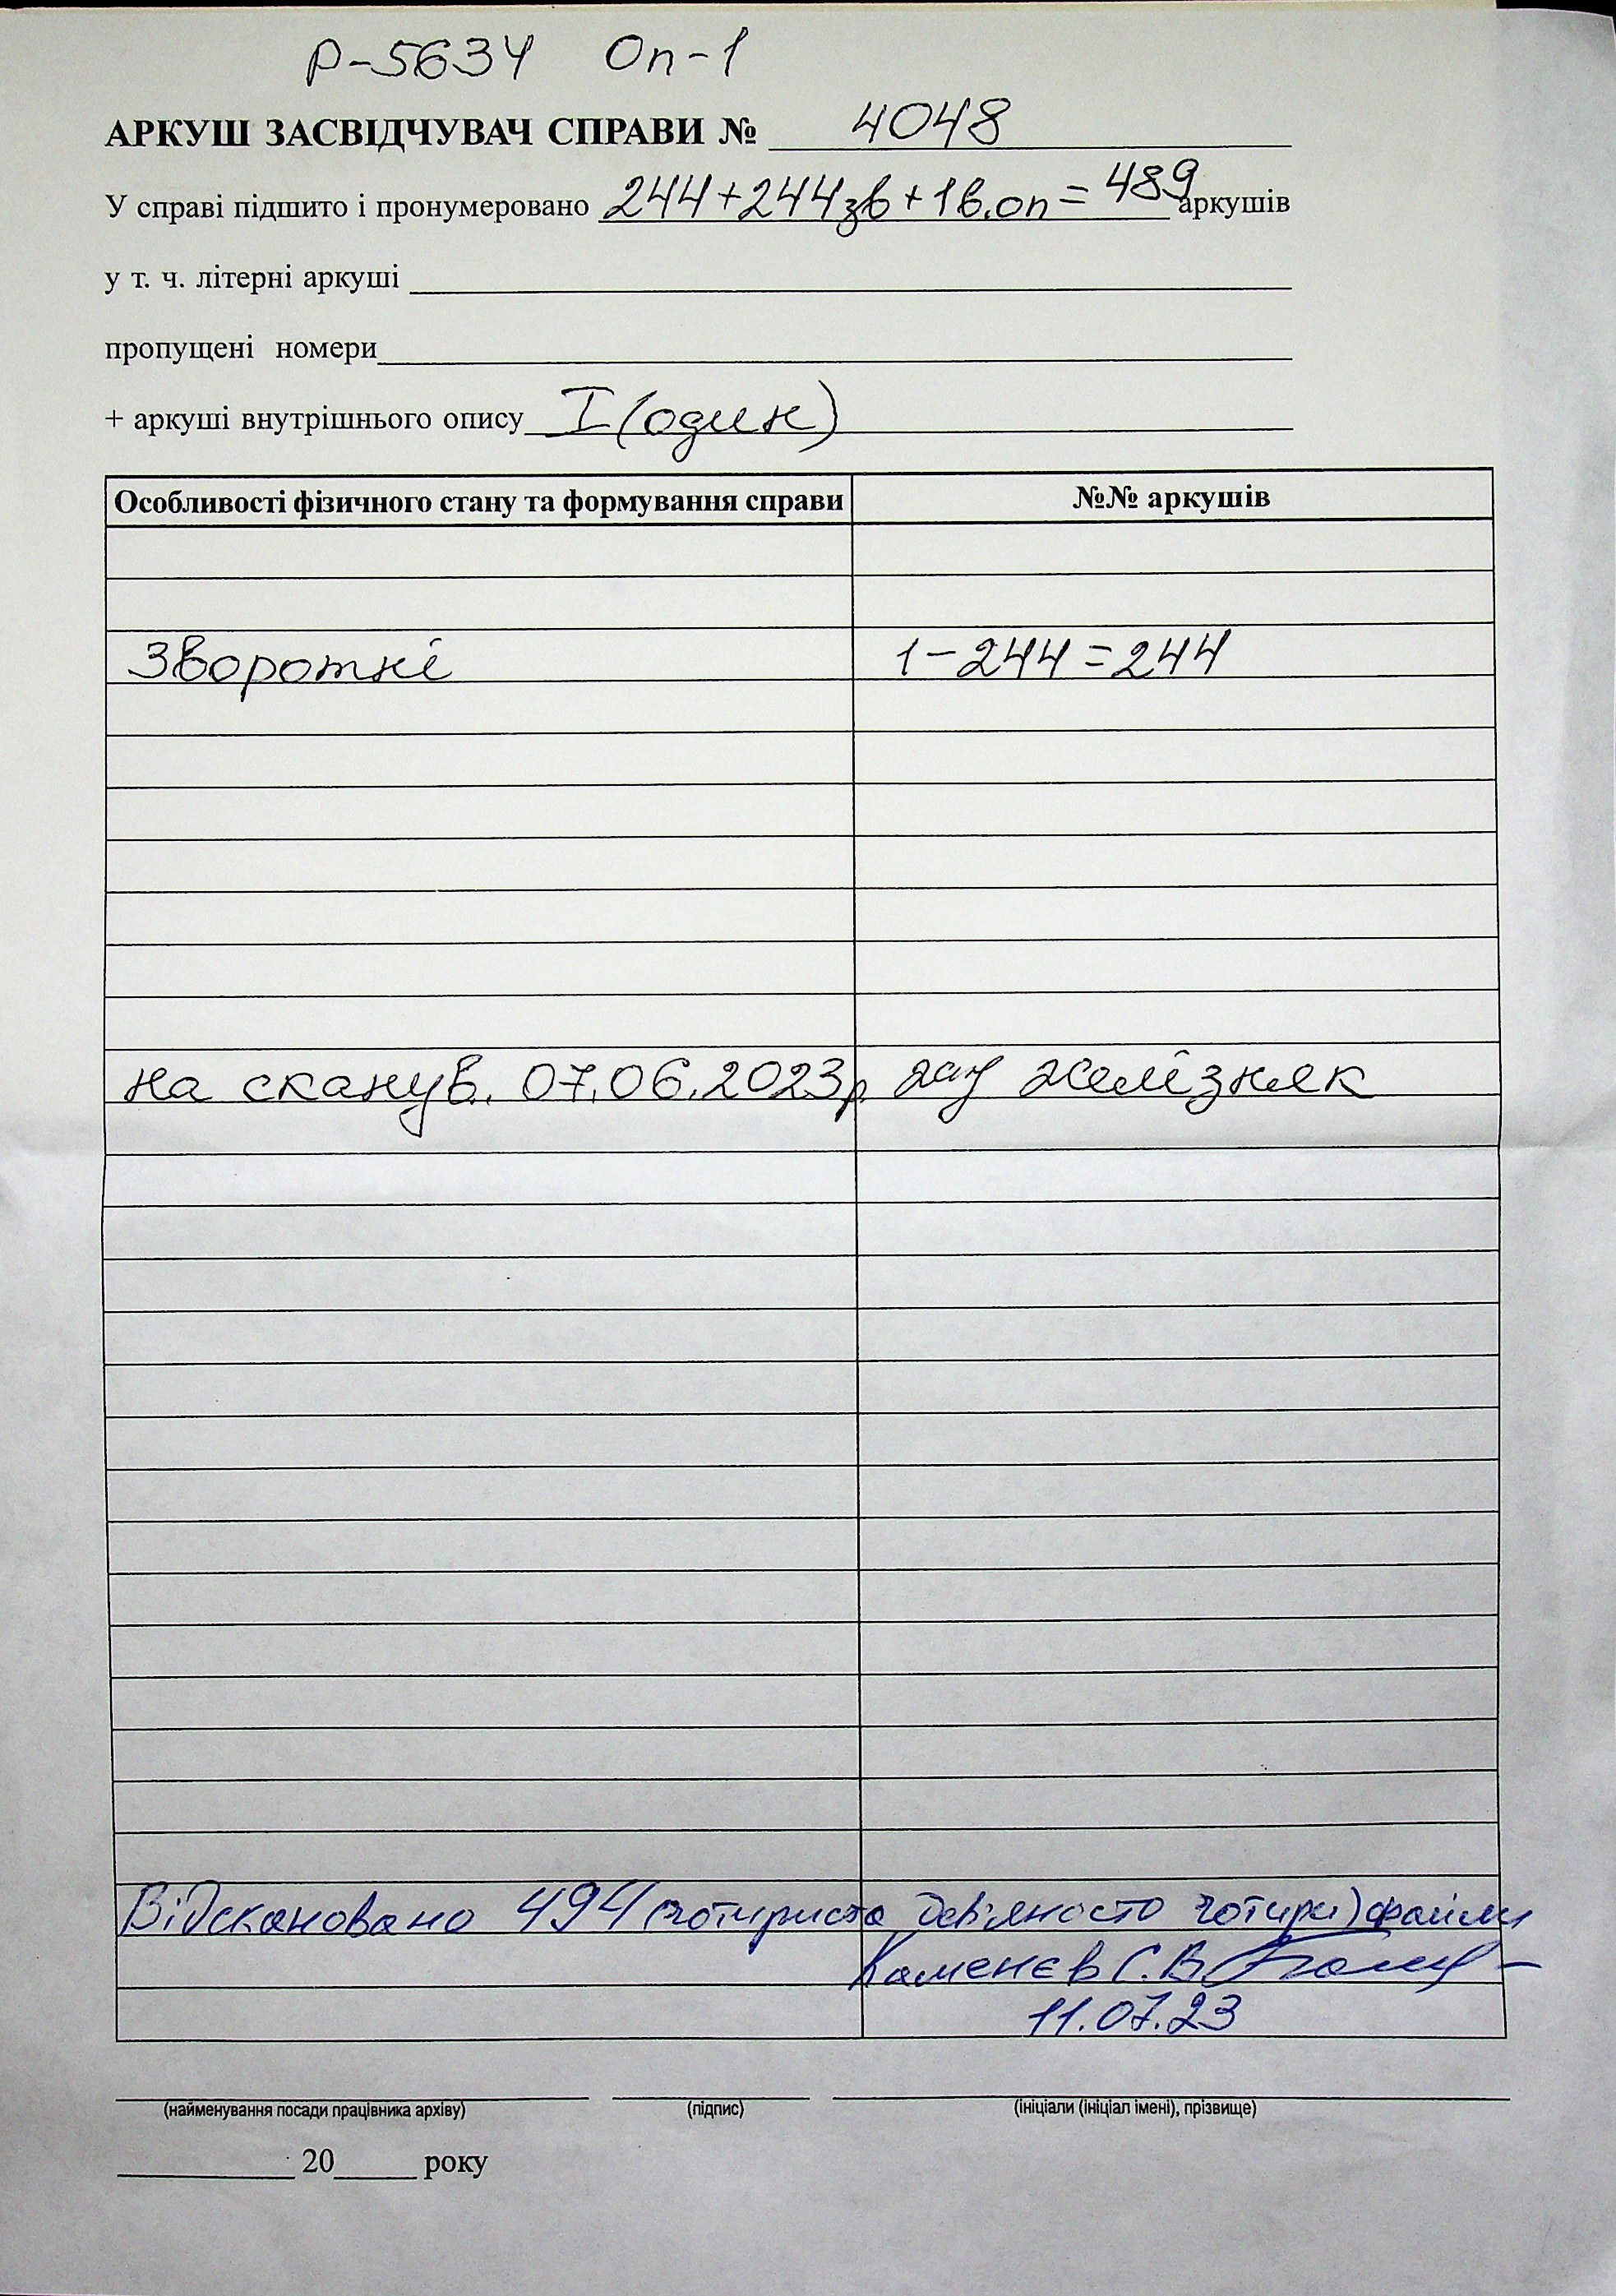 Р-5634 Оп-1
АРКУШ ЗАСВІДЧУВАЧ СПРАВИ № 4048
У справі підшито і пронумеровано 244+244зв+1в.оп=489 аркушів
у т. ч. літерні аркуші
пропущені номери
+ аркуші внутрішнього опису I (один)
Особливості фізичного стану та формування справи №№ аркушів
Зворотні 1-244=244
на сканув. 07.06.2023р Желізняк
Відскановано 494 (чотириста дев'яносто чотири) файли
Каменєв С.В.
11.07.23
(найменування посади працівника архіву) (підпис) (ініціали (ініціал імені), прізвище)
20 року